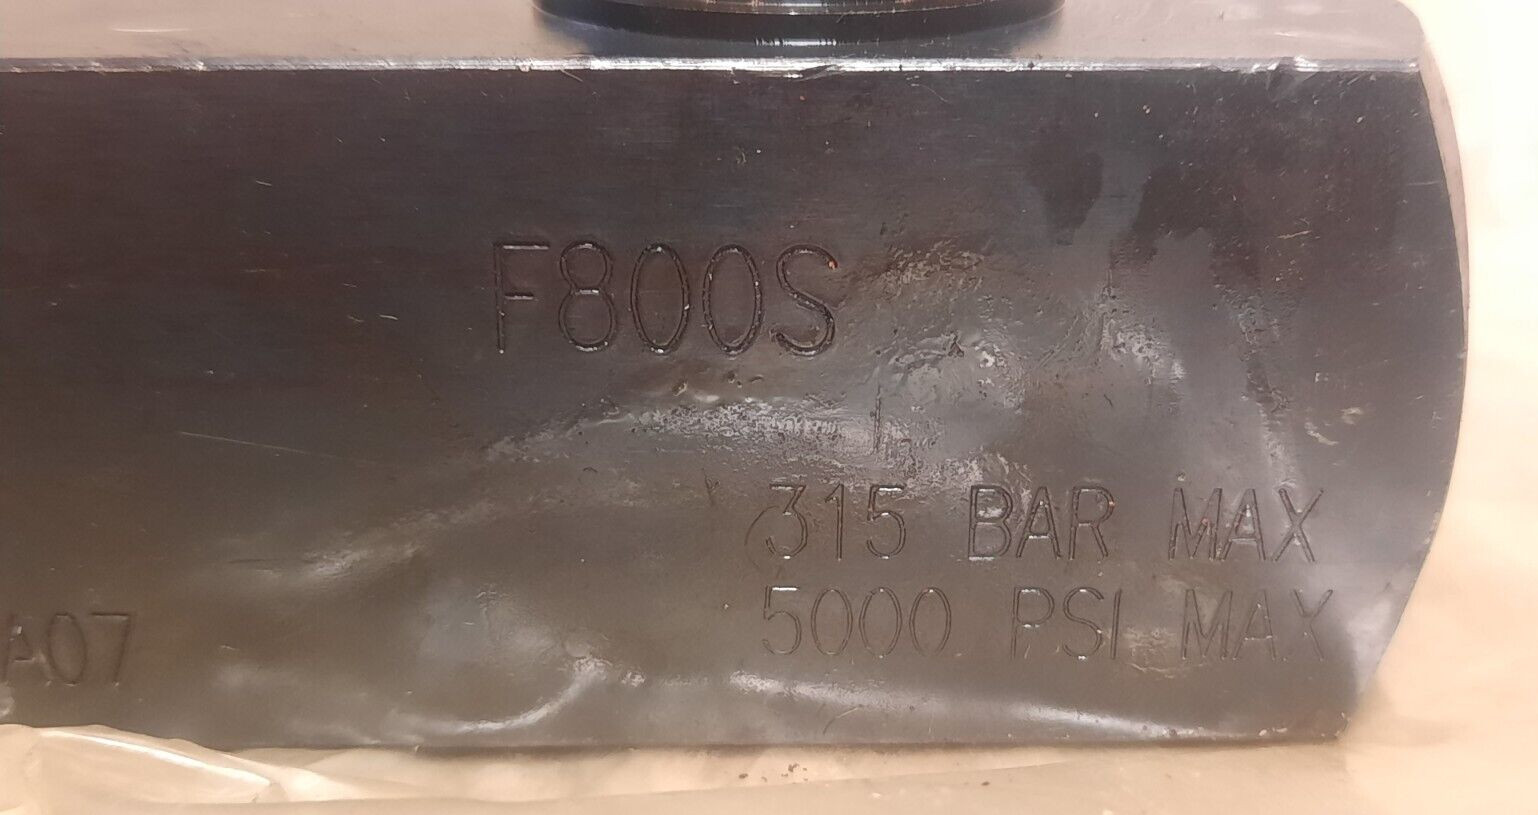 F800S
315 BAR MAX
5000 PSI MAX
A07